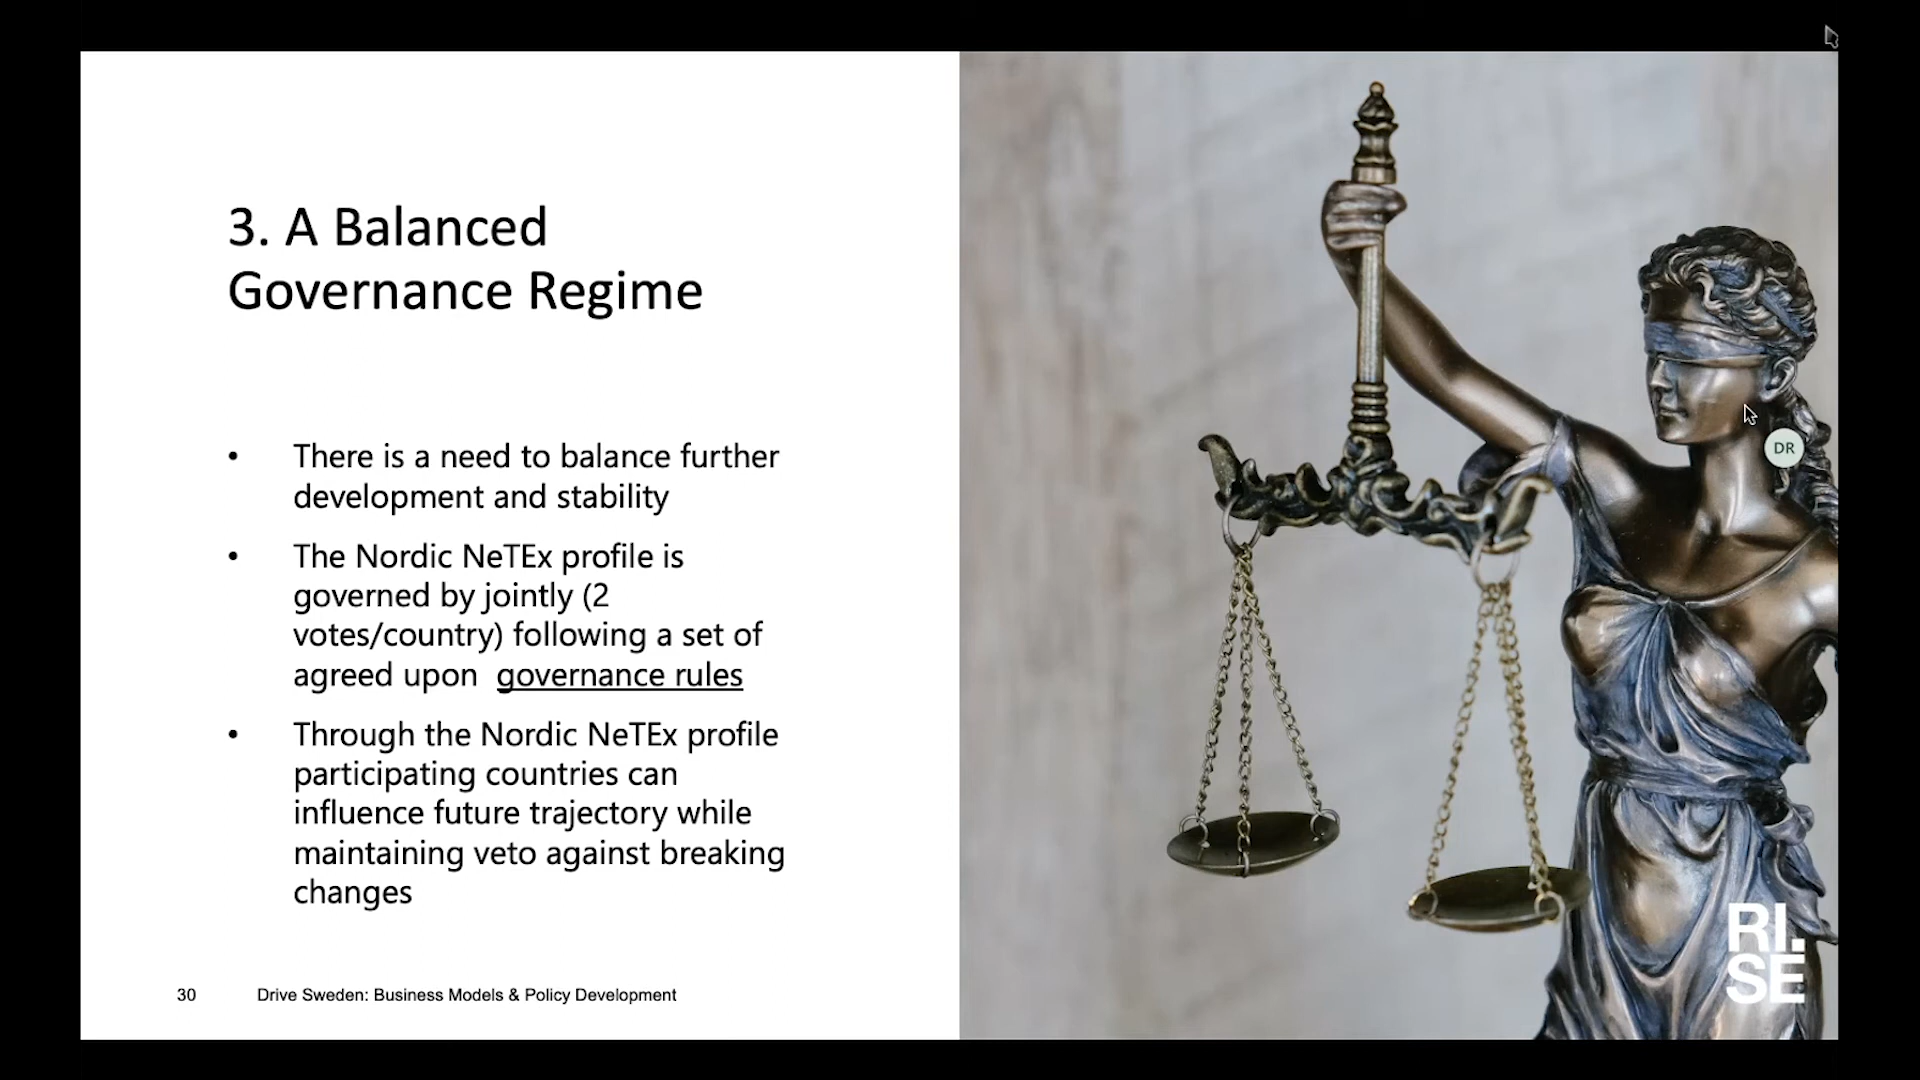 3. A Balanced
Governance Regime
• There is a need to balance further
development and stability
• The Nordic NeTEx profile is
governed by jointly (2
votes/country) following a set of
agreed upon governance rules
• Through the Nordic NeTEx profile
participating countries can
influence future trajectory while
maintaining veto against breaking
changes
30 Drive Sweden: Business Models & Policy Development
DR
RI.
SE